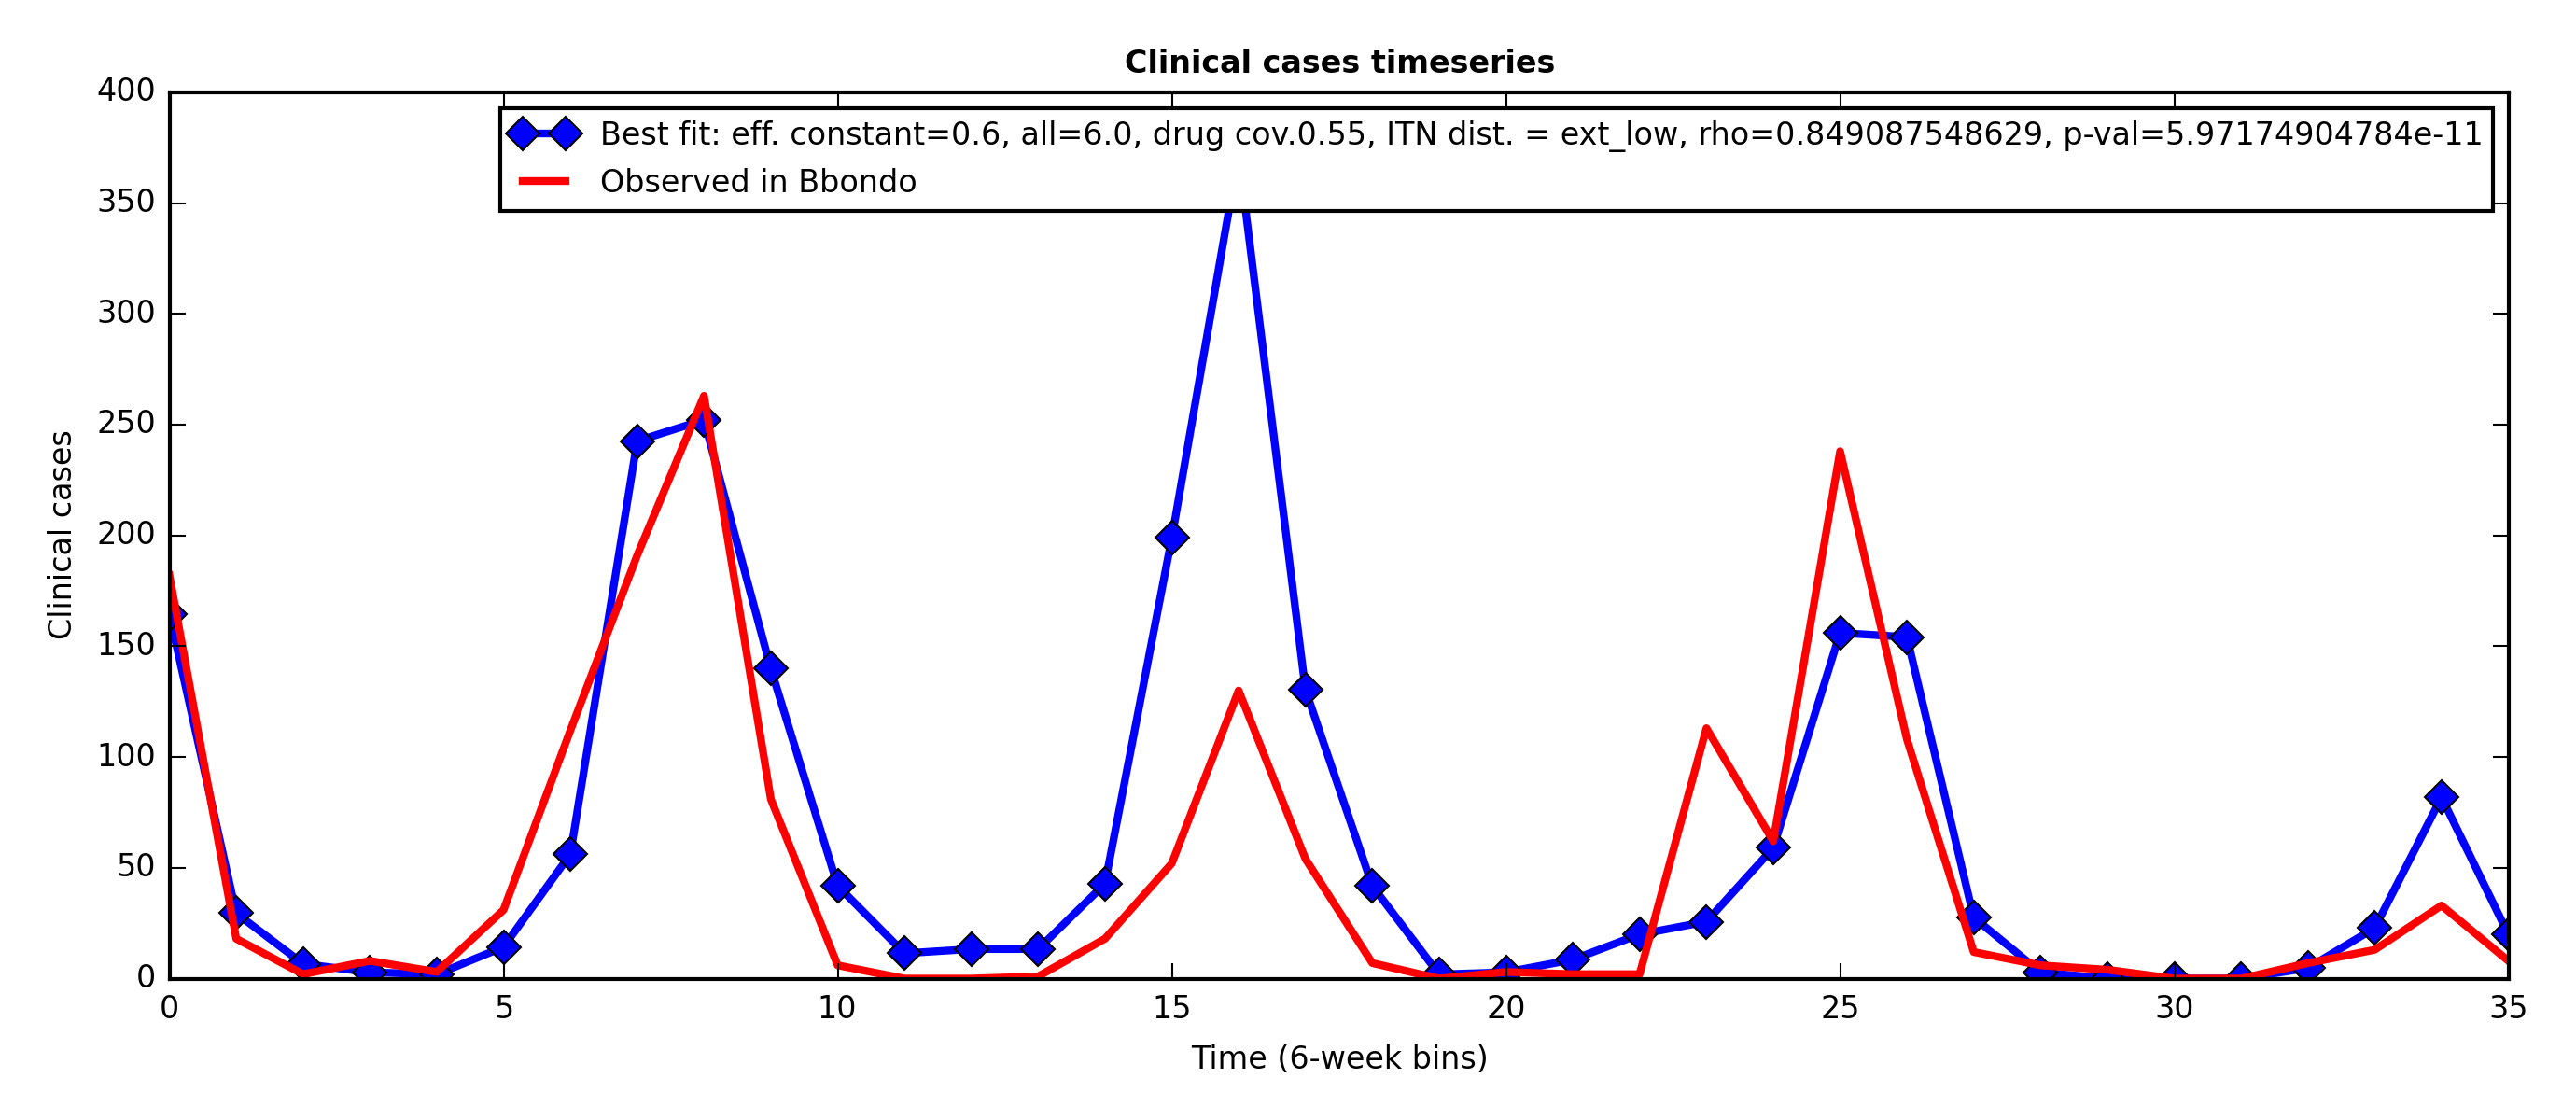 Clinical cases timeseries
400
350
300
250
200
150
100
50
0
Clinical cases
Best fit: eff. constant=0.6, all=6.0, drug cov.0.55, ITN dist. = ext_low, rho=0.849087548629, p-val=5.97174904784e-11
Observed in Bbondo
0 5 10 15 20 25 30 35
Time (6-week bins)